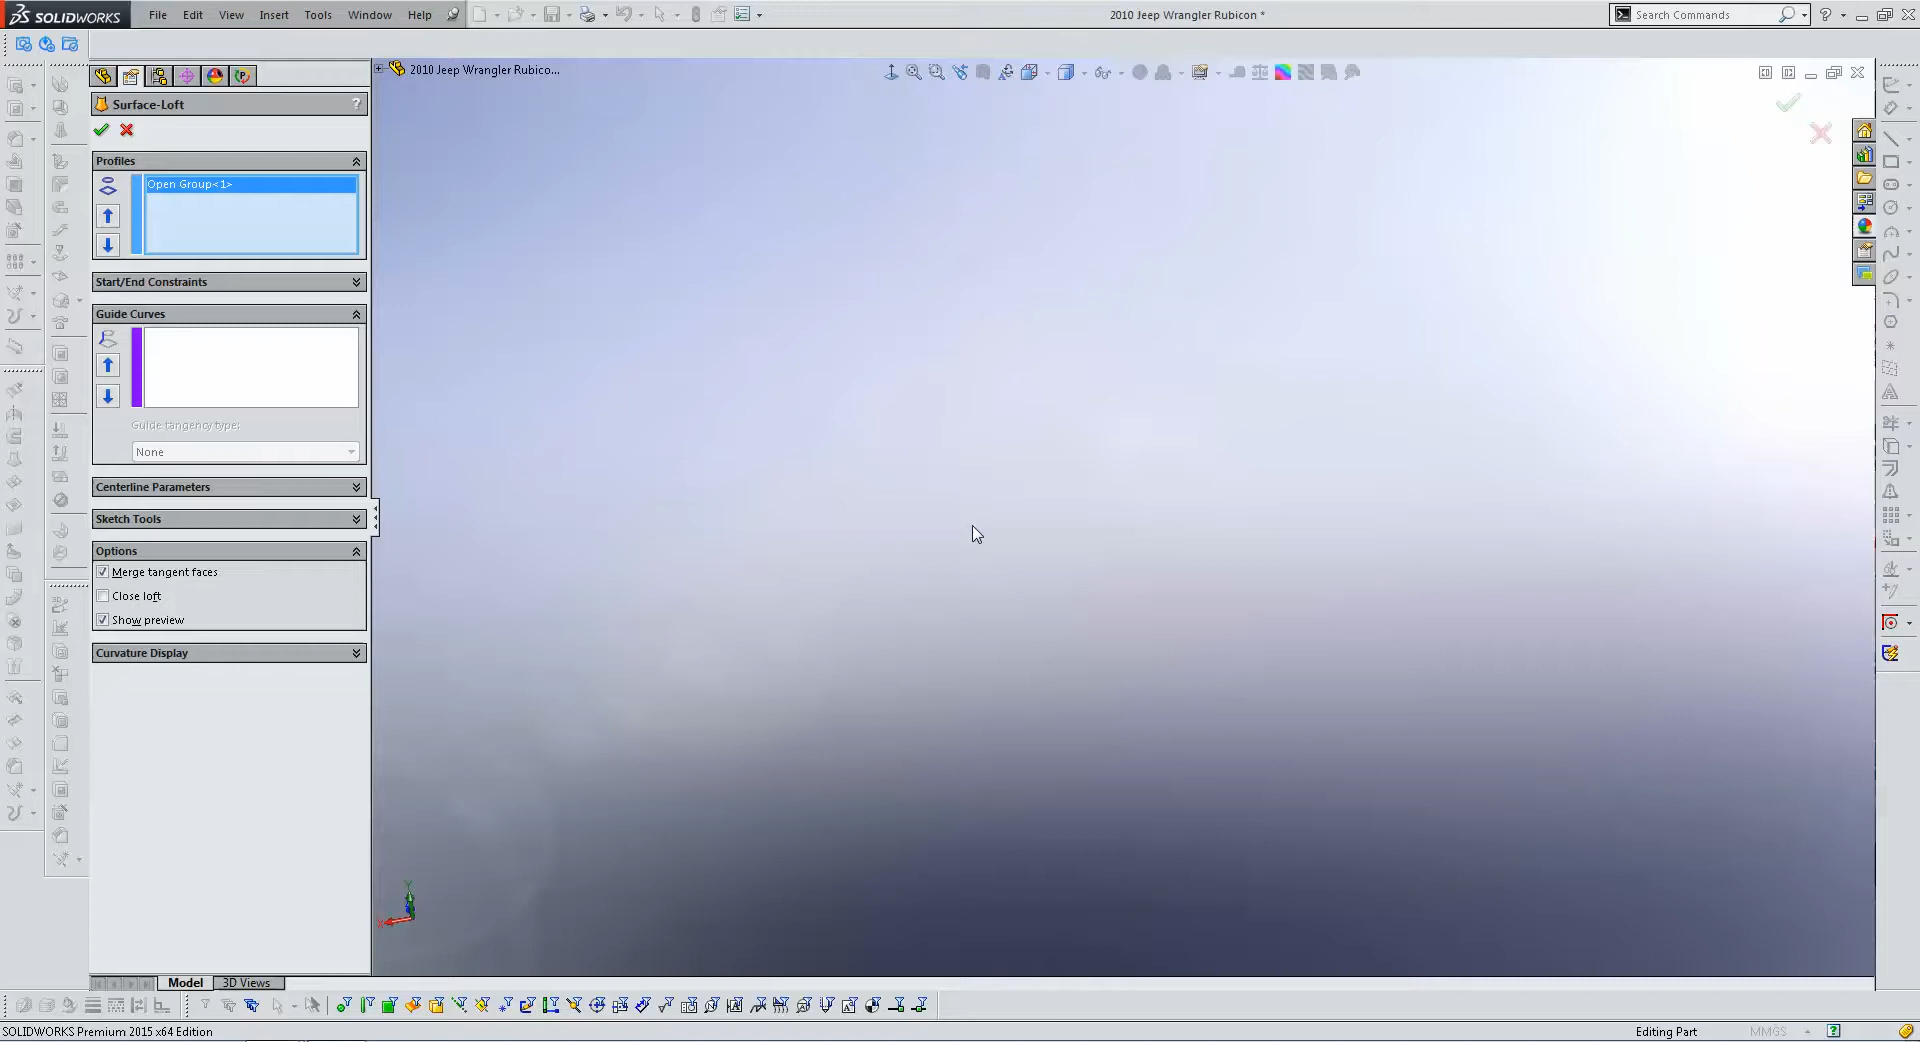 SOLIDWORKS File Edit View Insert Tools Window Help 2010 Jeep Wrangler Rubicon * Search Commands
2010 Jeep Wrangler Rubico...
Surface-Loft ?
Profiles
Open Group<1>
Start/End Constraints
Guide Curves
Guide tangency type:
None
Centerline Parameters
Sketch Tools
Options
Merge tangent faces
Close loft
Show preview
Curvature Display
Y
X
Model 3D Views
SOLIDWORKS Premium 2015 x64 Edition Editing Part MMGS